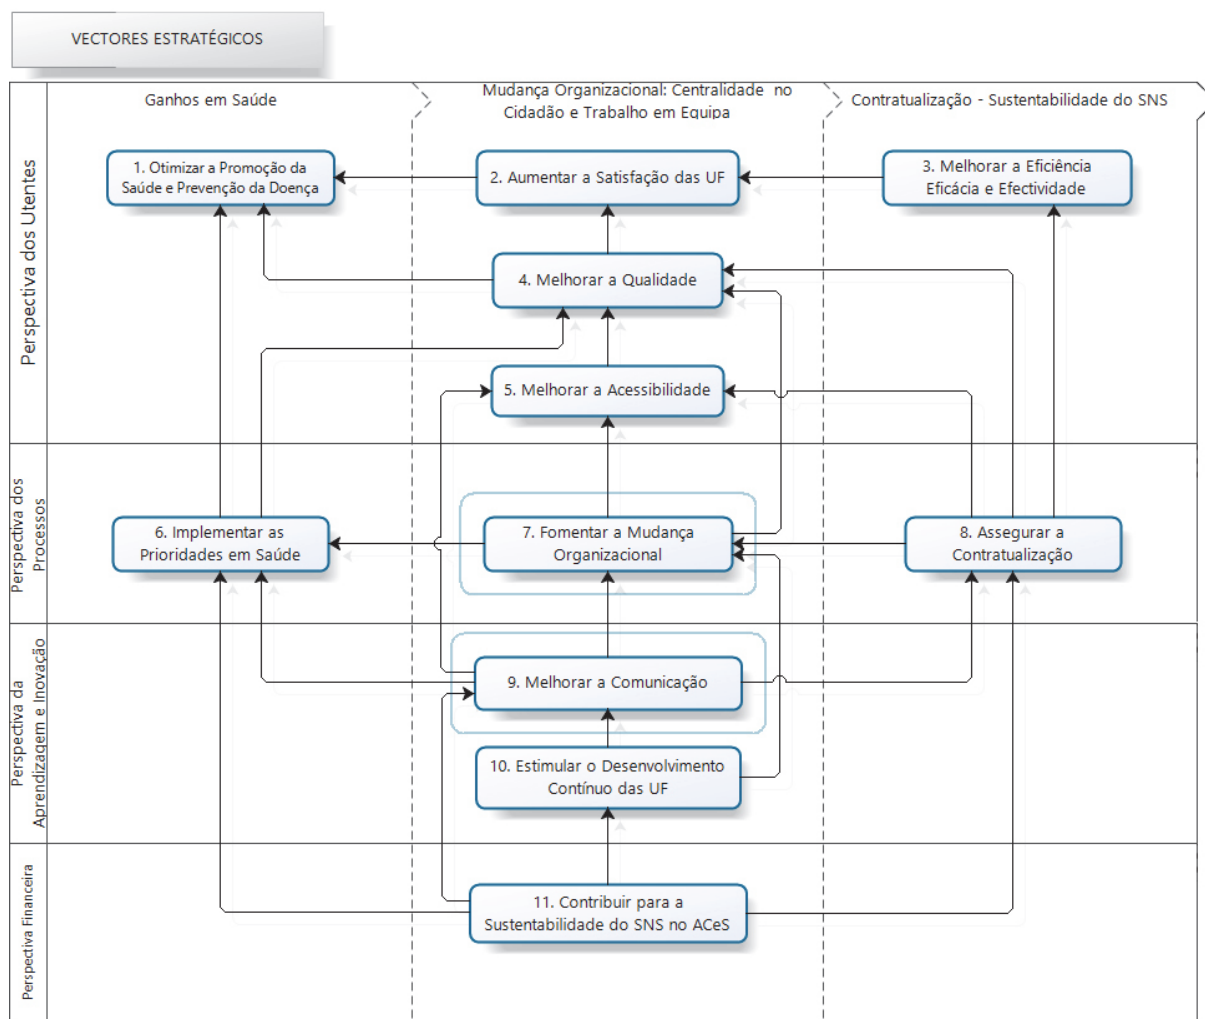 VECTORES ESTRATÉGICOS
Ganhos em Saúde
Mudança Organizacional: Centralidade no
Cidadão e Trabalho em Equipa
Contratualização - Sustentabilidade do SNS
Perspectiva dos Utentes
1. Otimizar a Promoção da
Saúde e Prevenção da Doença
2. Aumentar a Satisfação das UF
3. Melhorar a Eficiência
Eficácia e Efectividade
4. Melhorar a Qualidade
5. Melhorar a Acessibilidade
Perspectiva dos
Processos
6. Implementar as
Prioridades em Saúde
7. Fomentar a Mudança
Organizacional
8. Assegurar a
Contratualização
Perspectiva da
Aprendizagem e Inovação
9. Melhorar a Comunicação
10. Estimular o Desenvolvimento
Contínuo das UF
Perspectiva Financeira
11. Contribuir para a
Sustentabilidade do SNS no ACeS